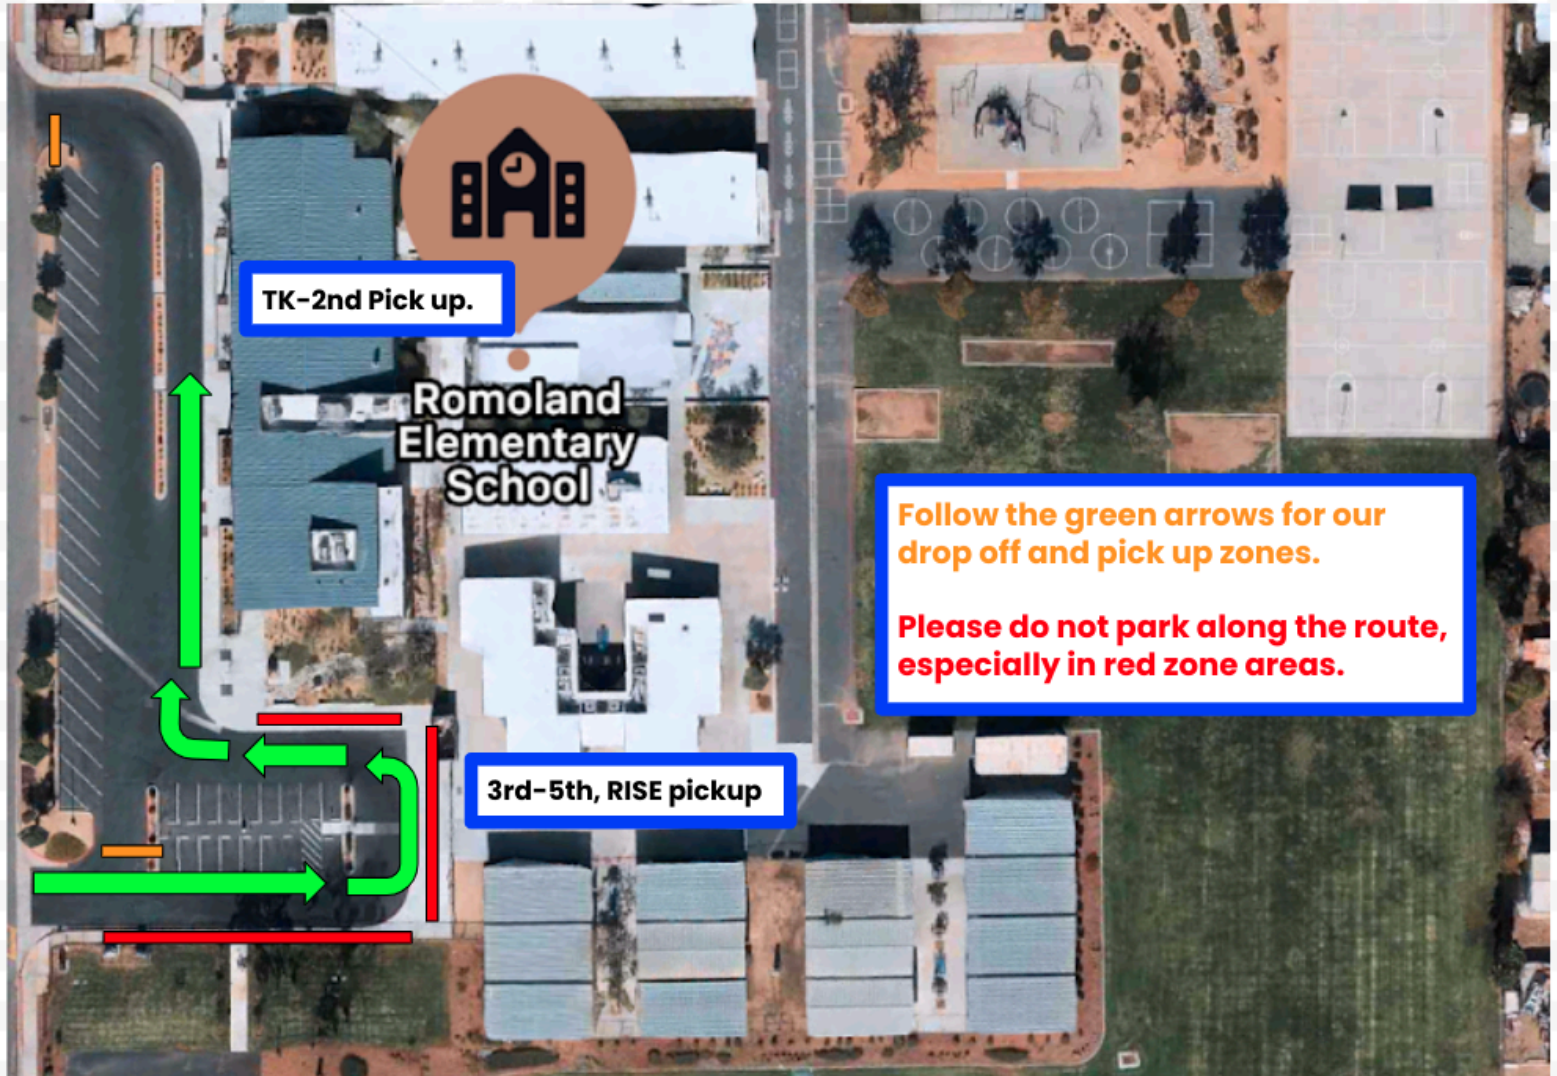 TK-2nd Pick up.
Romoland
Elementary
School
Follow the green arrows for our
drop off and pick up zones.
Please do not park along the route,
especially in red zone areas.
3rd-5th, RISE pickup